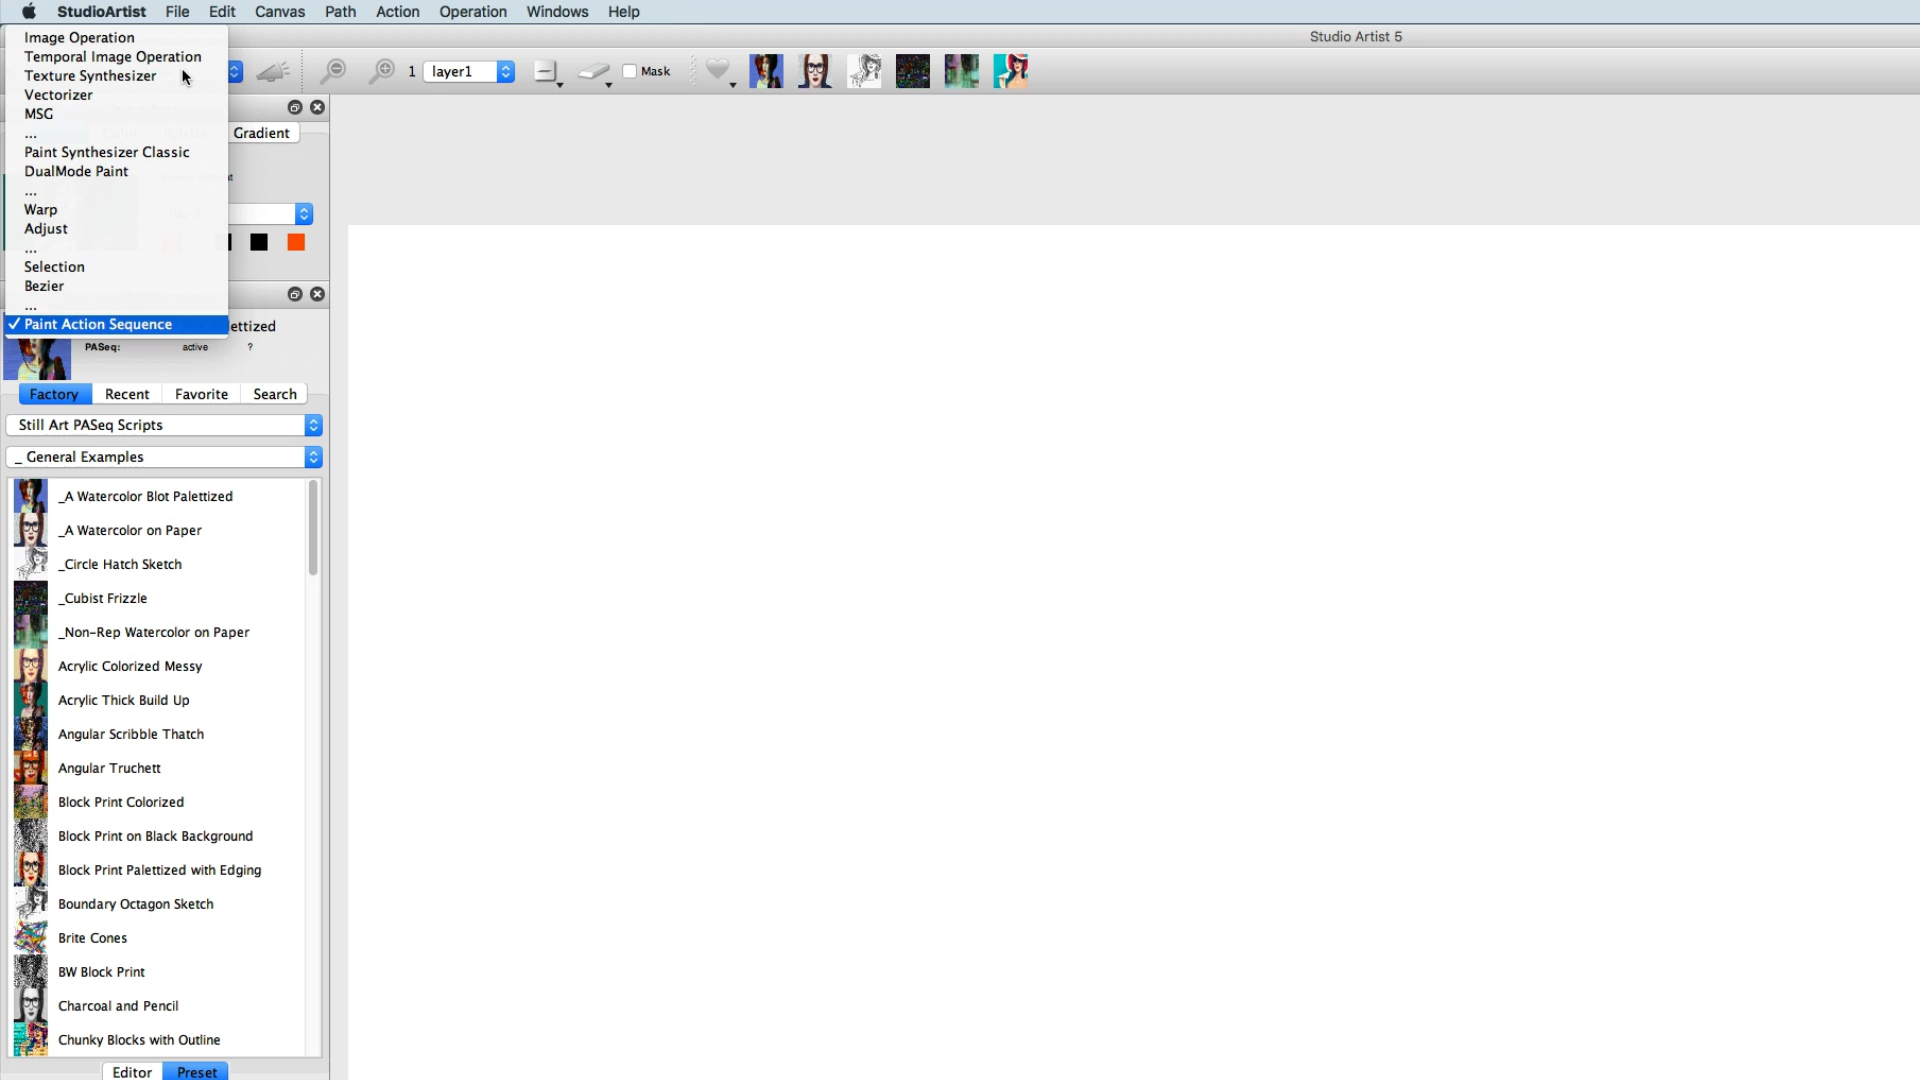 StudioArtist File Edit Canvas Path Action Operation Windows Help
Studio Artist 5
Image Operation
Temporal Image Operation
Texture Synthesizer
Vectorizer
MSG
...
Paint Synthesizer Classic
DualMode Paint
...
Warp
Adjust
...
Selection
Bezier
...
✓ Paint Action Sequence
1 layer1 Mask
Gradient
ettized
PASeq: active ?
Factory Recent Favorite Search
Still Art PASeq Scripts
_ General Examples
_A Watercolor Blot Palettized
_A Watercolor on Paper
_Circle Hatch Sketch
_Cubist Frizzle
_Non-Rep Watercolor on Paper
Acrylic Colorized Messy
Acrylic Thick Build Up
Angular Scribble Thatch
Angular Truchett
Block Print Colorized
Block Print on Black Background
Block Print Palettized with Edging
Boundary Octagon Sketch
Brite Cones
BW Block Print
Charcoal and Pencil
Chunky Blocks with Outline
Editor Preset